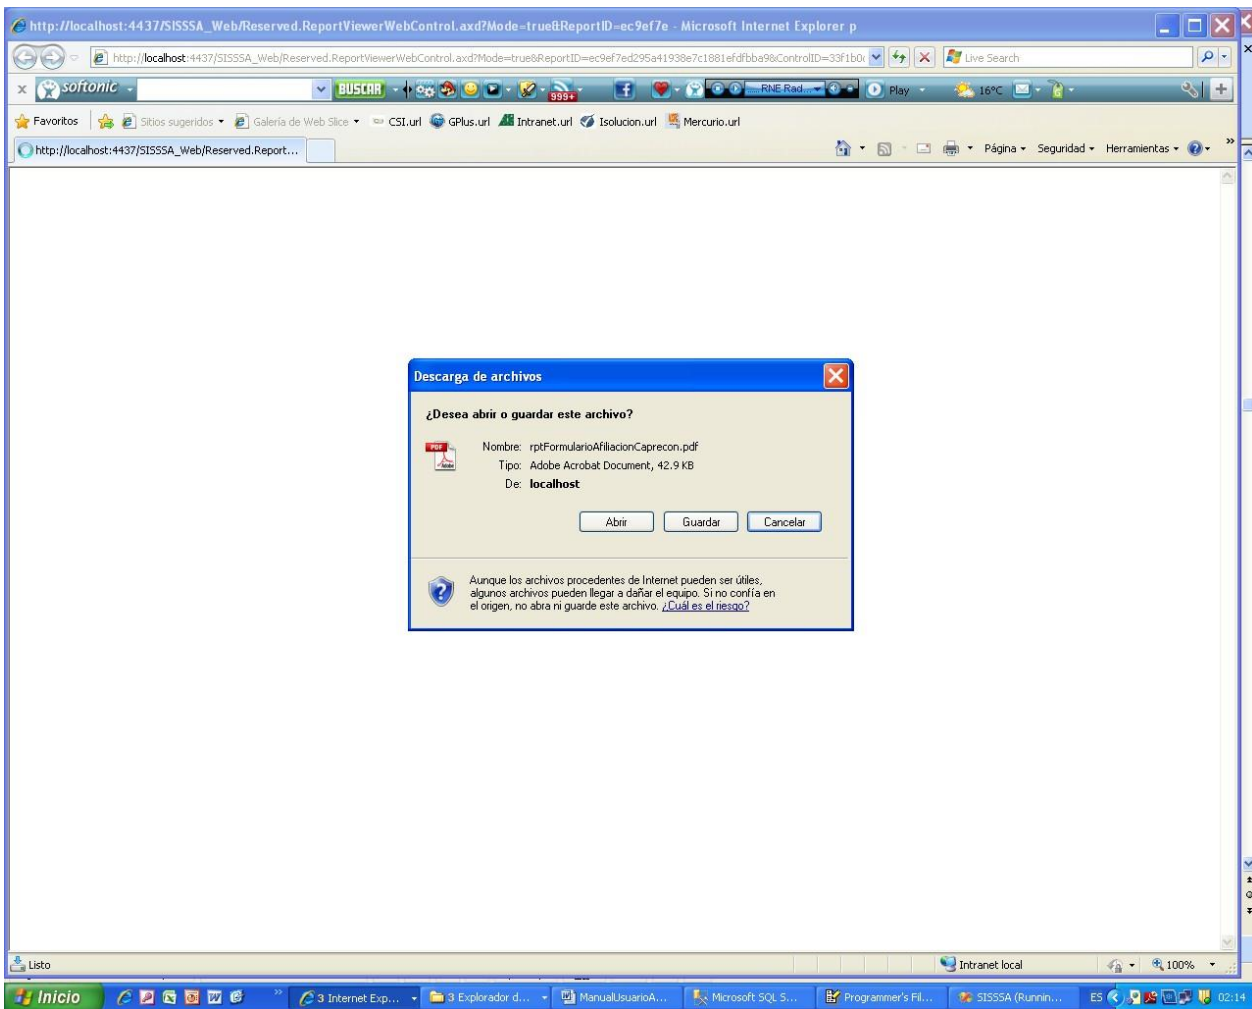 http://localhost:4437/SISSSA_Web/Reserved.ReportViewerWebControl.axd?Mode=true&ReportID=ec9ef7e - Microsoft Internet Explorer p
http://localhost:4437/SISSSA_Web/Reserved.ReportViewerWebControl.axd?Mode=true&ReportID=ec9ef7ed295a41938e7c1881efdfbba98&ControlID=33f1b0 Live Search
softonic BUSCAR 999+ RNE Rad... Play 16°C
Favoritos Sitios sugeridos Galería de Web Slice CSI.url GPlus.url Intranet.url Isolucion.url Mercurio.url
http://localhost:4437/SISSSA_Web/Reserved.Report... Página Seguridad Herramientas
Descarga de archivos
¿Desea abrir o guardar este archivo?
PDF
Nombre: rptFormularioAfiliacionCaprecon.pdf
Adobe
Tipo: Adobe Acrobat Document, 42.9 KB
De: localhost
Abrir Guardar Cancelar
Aunque los archivos procedentes de Internet pueden ser útiles,
algunos archivos pueden llegar a dañar el equipo. Si no confía en
el origen, no abra ni guarde este archivo. ¿Cuál es el riesgo?
Listo Intranet local 100%
Inicio 3 Internet Exp... 3 Explorador d... ManualUsuarioA... Microsoft SQL S... Programmer's Fil... SISSSA (Runnin... ES 02:14